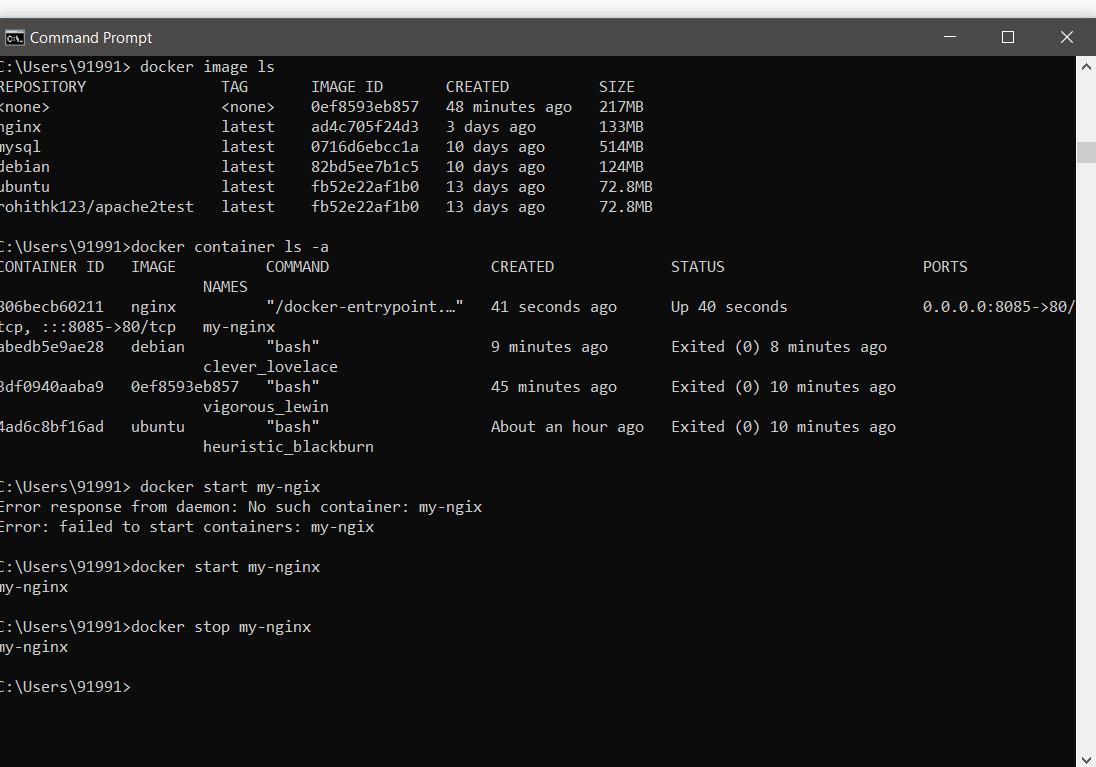 Command Prompt
C:\Users\91991> docker image ls
REPOSITORY               TAG       IMAGE ID       CREATED          SIZE
<none>                   <none>    0ef8593eb857   48 minutes ago   217MB
nginx                    latest    ad4c705f24d3   3 days ago       133MB
mysql                    latest    0716d6ebcc1a   10 days ago      514MB
debian                   latest    82bd5ee7b1c5   10 days ago      124MB
ubuntu                   latest    fb52e22af1b0   13 days ago      72.8MB
rohithk123/apache2test   latest    fb52e22af1b0   13 days ago      72.8MB
C:\Users\91991>docker container ls -a
CONTAINER ID   IMAGE          COMMAND                  CREATED             STATUS                      PORTS
NAMES
806becb60211   nginx          "/docker-entrypoint.…"   41 seconds ago      Up 40 seconds               0.0.0.0:8085->80/
tcp, :::8085->80/tcp   my-nginx
abedb5e9ae28   debian         "bash"                   9 minutes ago       Exited (0) 8 minutes ago
clever_lovelace
3df0940aaba9   0ef8593eb857   "bash"                   45 minutes ago      Exited (0) 10 minutes ago
vigorous_lewin
4ad6c8bf16ad   ubuntu         "bash"                   About an hour ago   Exited (0) 10 minutes ago
heuristic_blackburn
C:\Users\91991> docker start my-ngix
Error response from daemon: No such container: my-ngix
Error: failed to start containers: my-ngix
C:\Users\91991>docker start my-nginx
my-nginx
C:\Users\91991>docker stop my-nginx
my-nginx
C:\Users\91991>